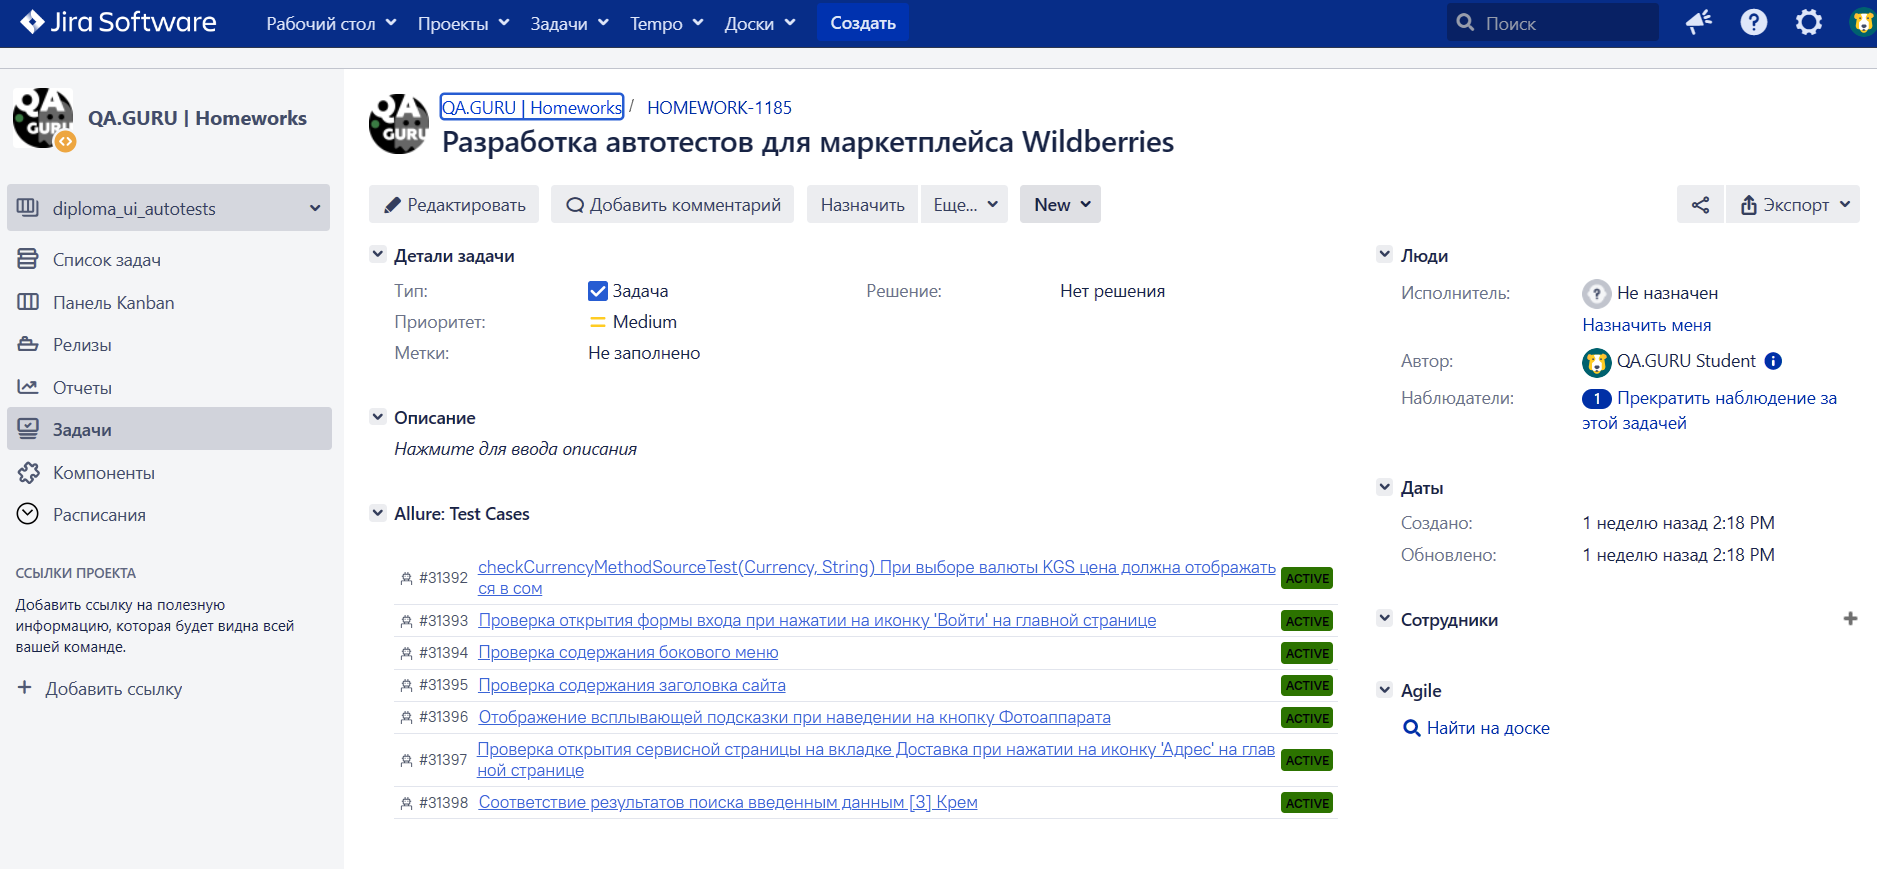 Jira Software
Рабочий стол
Проекты
Задачи
Tempo
Доски
Создать
Поиск
QA GURU
QA.GURU | Homeworks
diploma_ui_autotests
Список задач
Панель Kanban
Релизы
Отчеты
Задачи
Компоненты
Расписания
ССЫЛКИ ПРОЕКТА
Добавить ссылку на полезную
информацию, которая будет видна всей
вашей команде.
Добавить ссылку
QA GURU
QA.GURU | Homeworks / HOMEWORK-1185
Разработка автотестов для маркетплейса Wildberries
Редактировать
Добавить комментарий
Назначить
Еще...
New
Экспорт
Детали задачи
Тип: Задача
Решение: Нет решения
Приоритет: Medium
Метки: Не заполнено
Описание
Нажмите для ввода описания
Allure: Test Cases
#31392 checkCurrencyMethodSourceTest(Currency, String) При выборе валюты KGS цена должна отображать
ся в сом ACTIVE
#31393 Проверка открытия формы входа при нажатии на иконку 'Войти' на главной странице ACTIVE
#31394 Проверка содержания бокового меню ACTIVE
#31395 Проверка содержания заголовка сайта ACTIVE
#31396 Отображение всплывающей подсказки при наведении на кнопку Фотоаппарата ACTIVE
#31397 Проверка открытия сервисной страницы на вкладке Доставка при нажатии на иконку 'Адрес' на глав
ной странице ACTIVE
#31398 Соответствие результатов поиска введенным данным [3] Крем ACTIVE
Люди
Исполнитель: Не назначен
Назначить меня
Автор: QA.GURU Student
Наблюдатели: 1 Прекратить наблюдение за
этой задачей
Даты
Создано: 1 неделю назад 2:18 PM
Обновлено: 1 неделю назад 2:18 PM
Сотрудники
Agile
Найти на доске